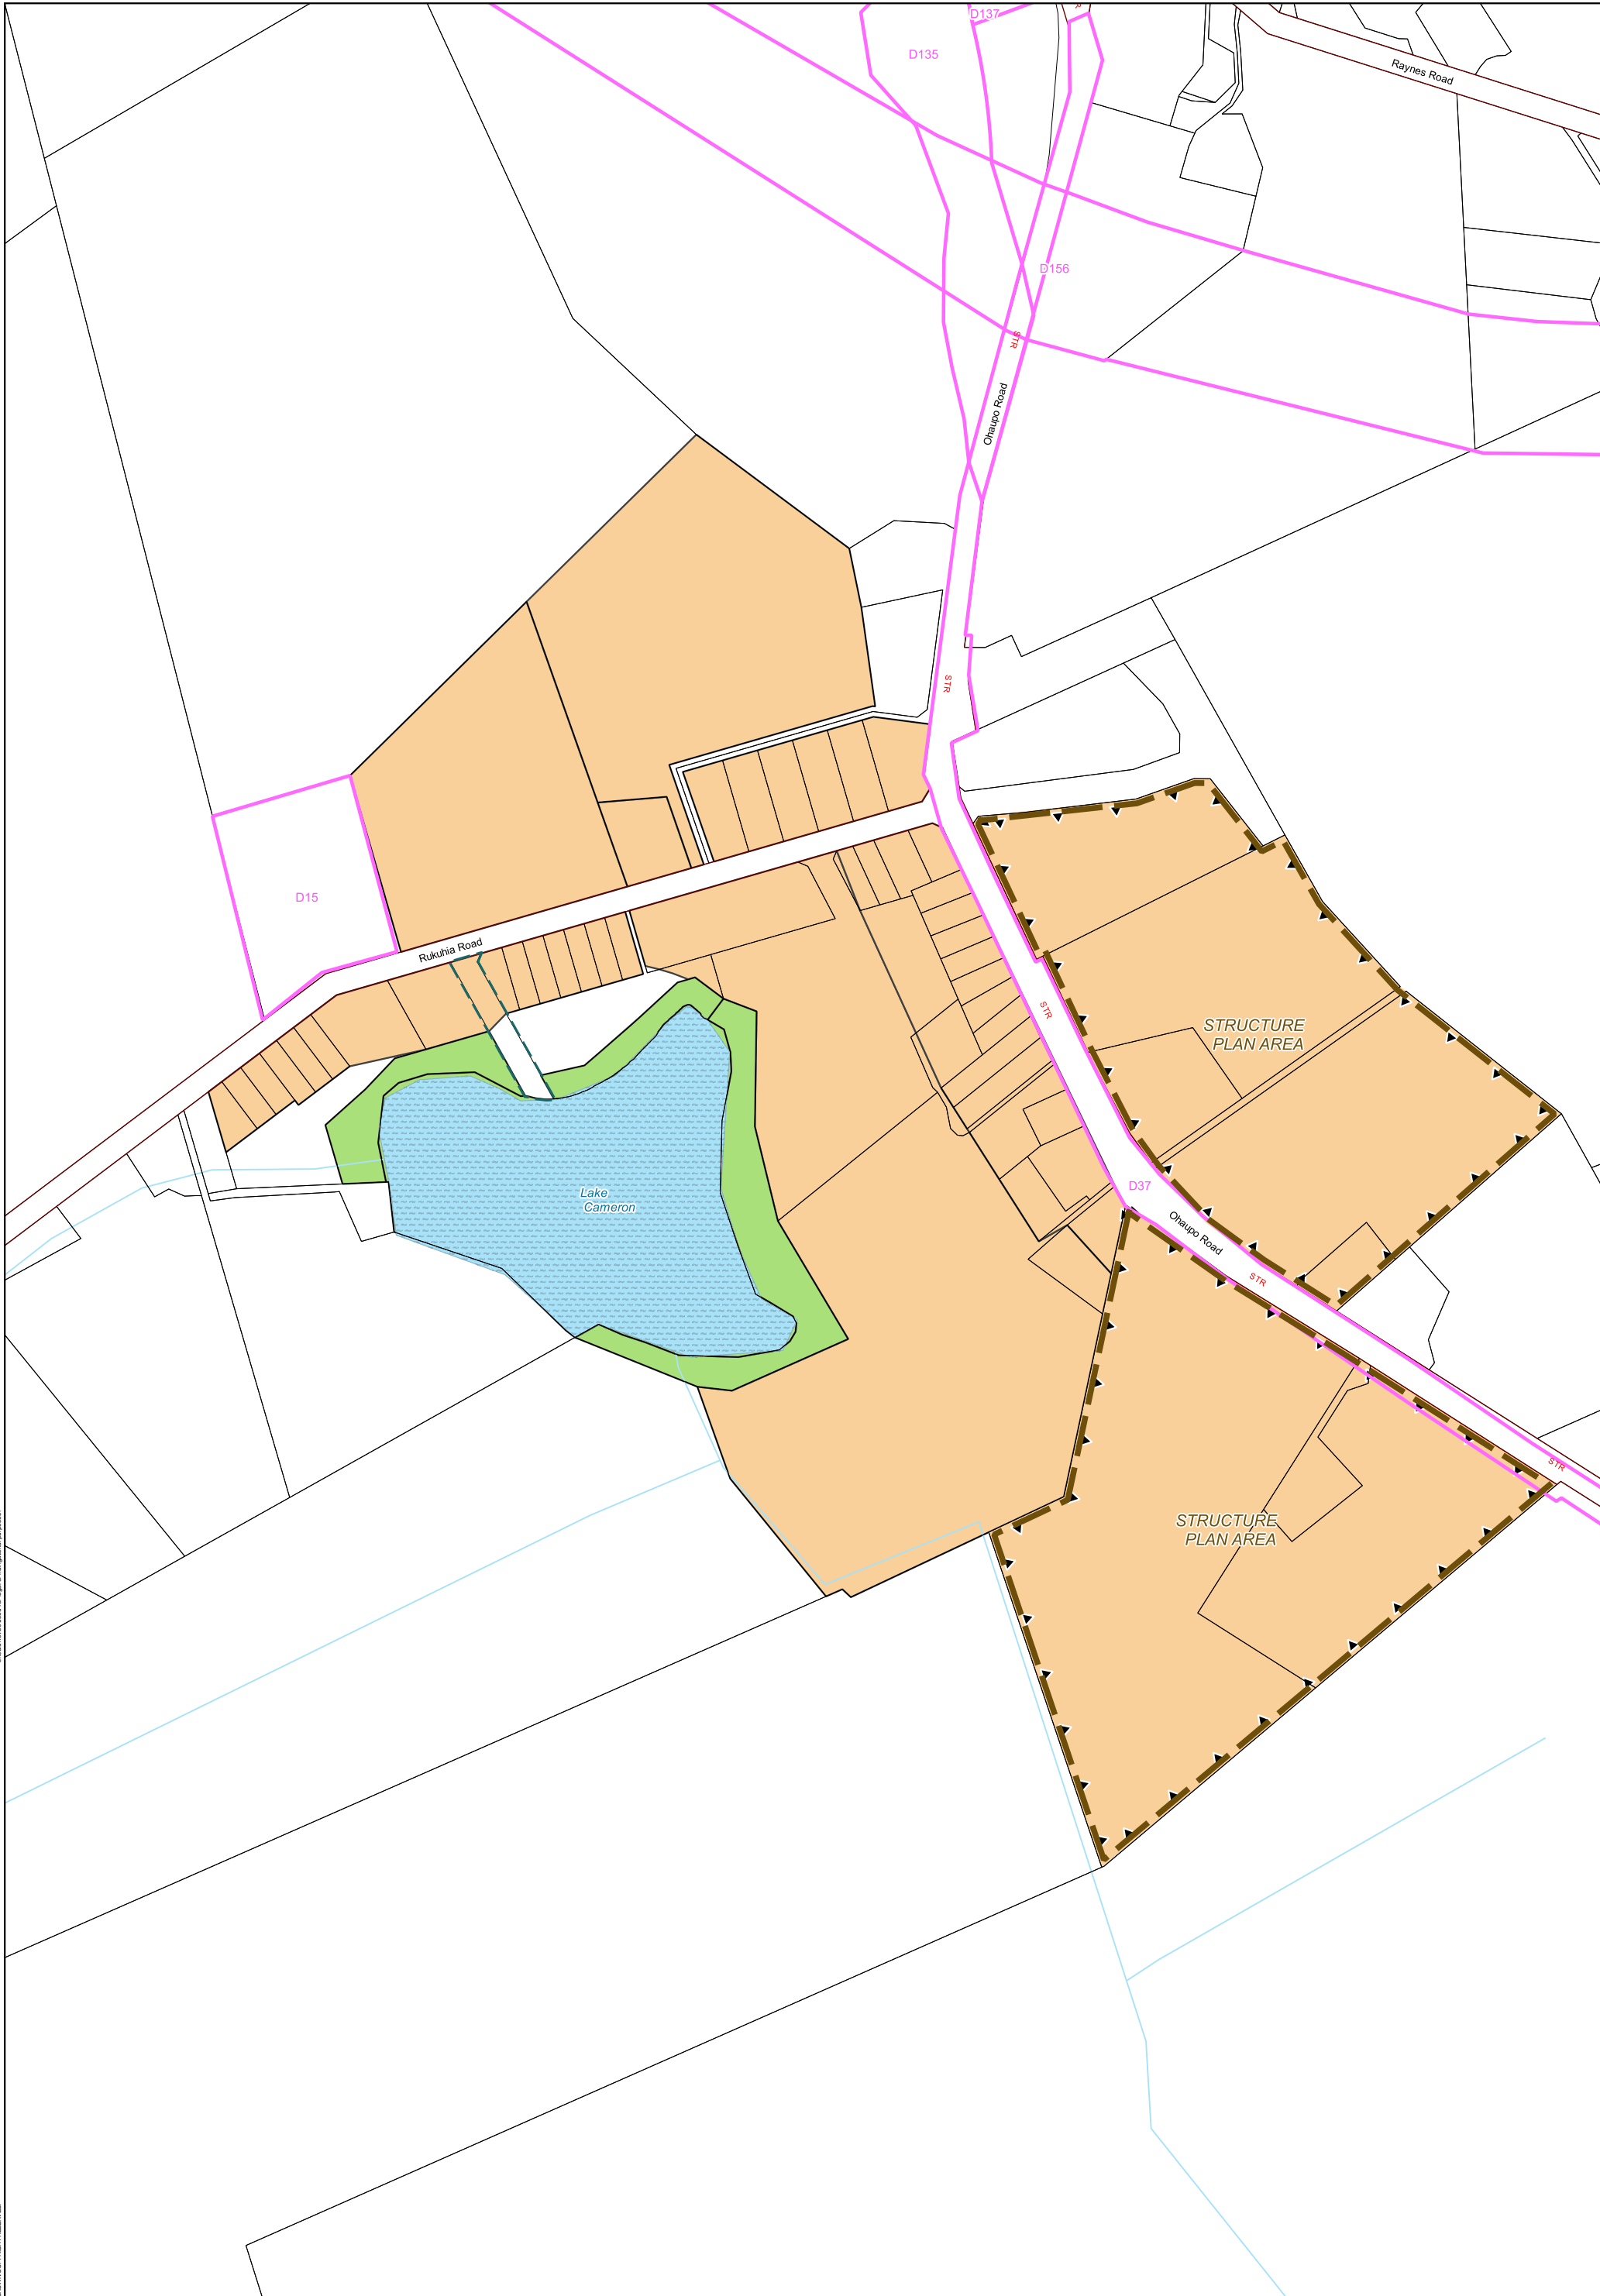 D137
D135
Raynes Road
D156
STR
Ohaupo Road
STR
D15
Rukuhia Road
STR
STRUCTURE
PLAN AREA
D37
Lake
Cameron
Ohaupo Road
STR
STR
STRUCTURE
PLAN AREA